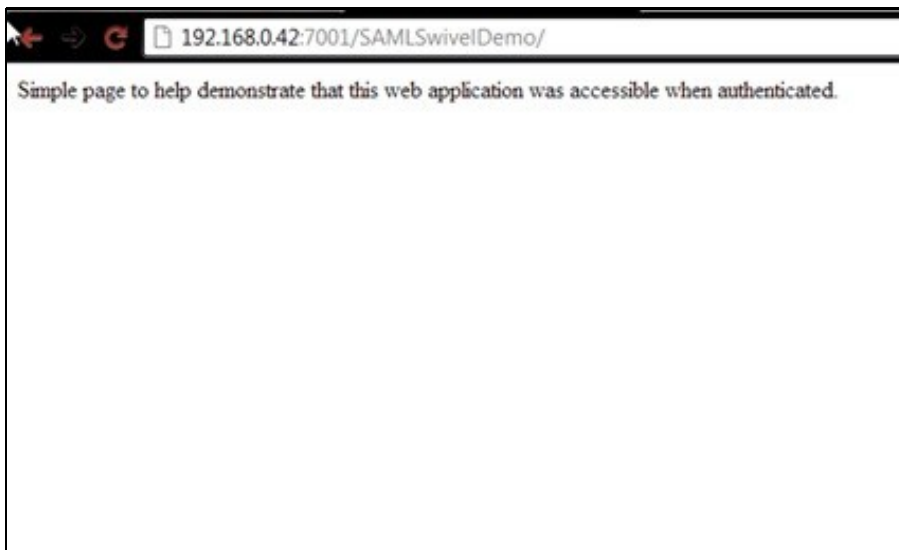 192.168.0.42:7001/SAMLSwivelDemo/
Simple page to help demonstrate that this web application was accessible when authenticated.